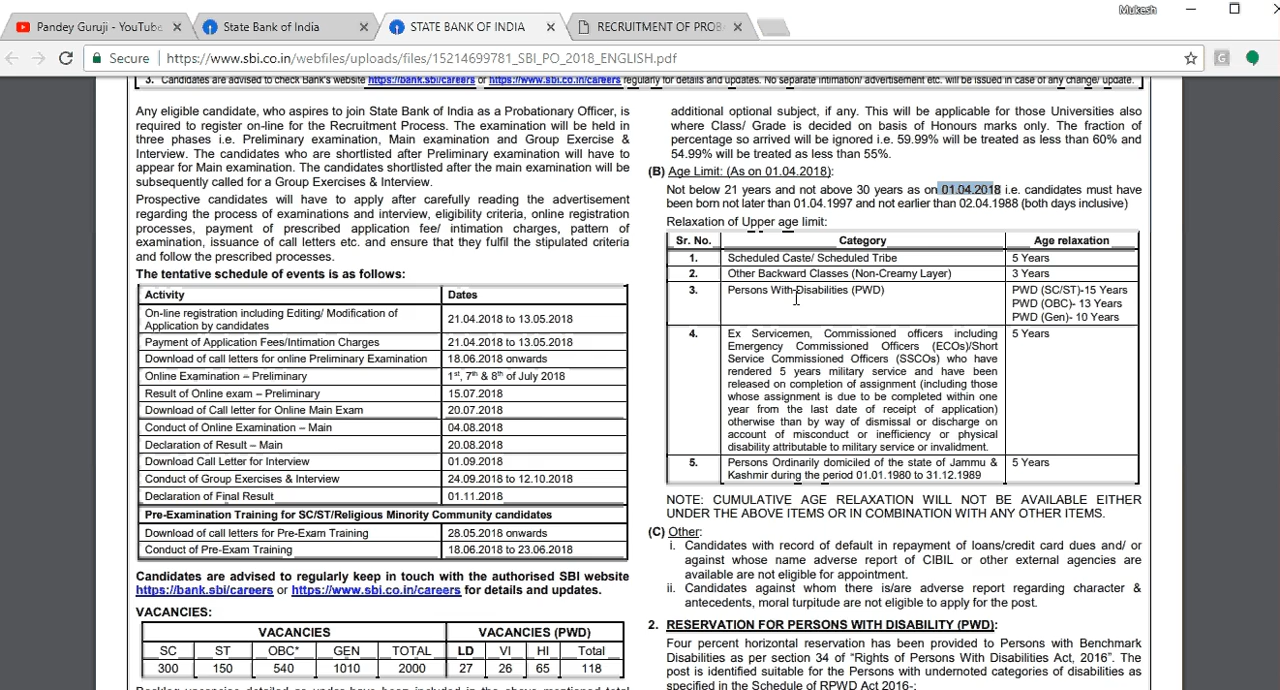 Mukesh
Pandey Guruji - YouTube
State Bank of India
STATE BANK OF INDIA
RECRUITMENT OF PROB
Secure
https://www.sbi.co.in/webfiles/uploads/files/15214699781_SBI_PO_2018_ENGLISH.pdf
3. Candidates are advised to check Bank's website https://bank.sbi/careers or https://www.sbi.co.in/careers regularly for details and updates. No separate intimation/ advertisement etc. will be issued in case of any change/ update.
Any eligible candidate, who aspires to join State Bank of India as a Probationary Officer, is
required to register on-line for the Recruitment Process. The examination will be held in
three phases i.e. Preliminary examination, Main examination and Group Exercise &
Interview. The candidates who are shortlisted after Preliminary examination will have to
appear for Main examination. The candidates shortlisted after the main examination will be
subsequently called for a Group Exercises & Interview.
Prospective candidates will have to apply after carefully reading the advertisement
regarding the process of examinations and interview, eligibility criteria, online registration
processes, payment of prescribed application fee/ intimation charges, pattern of
examination, issuance of call letters etc. and ensure that they fulfil the stipulated criteria
and follow the prescribed processes.
The tentative schedule of events is as follows:
Activity Dates
On-line registration including Editing/ Modification of
Application by candidates 21.04.2018 to 13.05.2018
Payment of Application Fees/Intimation Charges 21.04.2018 to 13.05.2018
Download of call letters for online Preliminary Examination 18.06.2018 onwards
Online Examination – Preliminary 1st, 7th & 8th of July 2018
Result of Online exam – Preliminary 15.07.2018
Download of Call letter for Online Main Exam 20.07.2018
Conduct of Online Examination – Main 04.08.2018
Declaration of Result – Main 20.08.2018
Download Call Letter for Interview 01.09.2018
Conduct of Group Exercises & Interview 24.09.2018 to 12.10.2018
Declaration of Final Result 01.11.2018
Pre-Examination Training for SC/ST/Religious Minority Community candidates
Download of call letters for Pre-Exam Training 28.05.2018 onwards
Conduct of Pre-Exam Training 18.06.2018 to 23.06.2018
Candidates are advised to regularly keep in touch with the authorised SBI website
https://bank.sbi/careers or https://www.sbi.co.in/careers for details and updates.
VACANCIES:
VACANCIES VACANCIES (PWD)
SC ST OBC* GEN TOTAL LD VI HI Total
300 150 540 1010 2000 27 26 65 118
additional optional subject, if any. This will be applicable for those Universities also
where Class/ Grade is decided on basis of Honours marks only. The fraction of
percentage so arrived will be ignored i.e. 59.99% will be treated as less than 60% and
54.99% will be treated as less than 55%.
(B) Age Limit: (As on 01.04.2018):
Not below 21 years and not above 30 years as on 01.04.2018 i.e. candidates must have
been born not later than 01.04.1997 and not earlier than 02.04.1988 (both days inclusive)
Relaxation of Upper age limit:
Sr. No. Category Age relaxation
1. Scheduled Caste/ Scheduled Tribe 5 Years
2. Other Backward Classes (Non-Creamy Layer) 3 Years
3. Persons With Disabilities (PWD) PWD (SC/ST)-15 Years
PWD (OBC)- 13 Years
PWD (Gen)- 10 Years
4. Ex Servicemen, Commissioned officers including 5 Years
Emergency Commissioned Officers (ECOs)/Short
Service Commissioned Officers (SSCOs) who have
rendered 5 years military service and have been
released on completion of assignment (including those
whose assignment is due to be completed within one
year from the last date of receipt of application)
otherwise than by way of dismissal or discharge on
account of misconduct or inefficiency or physical
disability attributable to military service or invalidment.
5. Persons Ordinarily domiciled of the state of Jammu & 5 Years
Kashmir during the period 01.01.1980 to 31.12.1989
NOTE: CUMULATIVE AGE RELAXATION WILL NOT BE AVAILABLE EITHER
UNDER THE ABOVE ITEMS OR IN COMBINATION WITH ANY OTHER ITEMS.
(C) Other:
i. Candidates with record of default in repayment of loans/credit card dues and/ or
against whose name adverse report of CIBIL or other external agencies are
available are not eligible for appointment.
ii. Candidates against whom there is/are adverse report regarding character &
antecedents, moral turpitude are not eligible to apply for the post.
2. RESERVATION FOR PERSONS WITH DISABILITY (PWD):
Four percent horizontal reservation has been provided to Persons with Benchmark
Disabilities as per section 34 of "Rights of Persons With Disabilities Act, 2016". The
post is identified suitable for the Persons with undernoted categories of disabilities as
specified in the Schedule of RPWD Act 2016-: